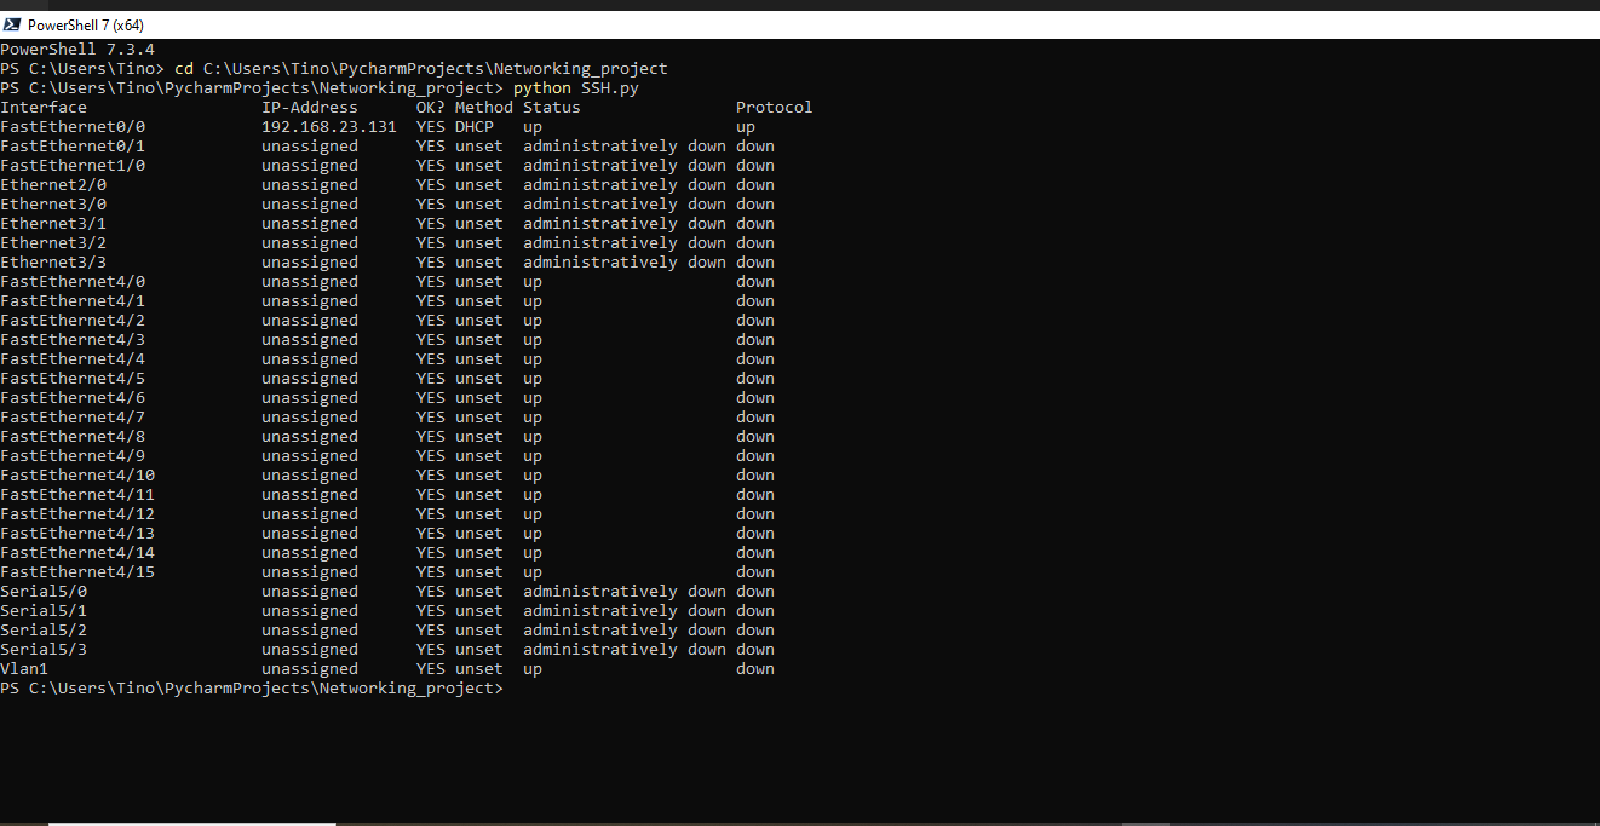 PowerShell 7 (x64)
PowerShell 7.3.4
PS C:\Users\Tino> cd C:\Users\Tino\PycharmProjects\Networking_project
PS C:\Users\Tino\PycharmProjects\Networking_project> python SSH.py
Interface                  IP-Address      OK? Method Status                Protocol
FastEthernet0/0            192.168.23.131  YES DHCP   up                    up
FastEthernet0/1            unassigned      YES unset  administratively down down
FastEthernet1/0            unassigned      YES unset  administratively down down
Ethernet2/0                unassigned      YES unset  administratively down down
Ethernet3/0                unassigned      YES unset  administratively down down
Ethernet3/1                unassigned      YES unset  administratively down down
Ethernet3/2                unassigned      YES unset  administratively down down
Ethernet3/3                unassigned      YES unset  administratively down down
FastEthernet4/0            unassigned      YES unset  up                    down
FastEthernet4/1            unassigned      YES unset  up                    down
FastEthernet4/2            unassigned      YES unset  up                    down
FastEthernet4/3            unassigned      YES unset  up                    down
FastEthernet4/4            unassigned      YES unset  up                    down
FastEthernet4/5            unassigned      YES unset  up                    down
FastEthernet4/6            unassigned      YES unset  up                    down
FastEthernet4/7            unassigned      YES unset  up                    down
FastEthernet4/8            unassigned      YES unset  up                    down
FastEthernet4/9            unassigned      YES unset  up                    down
FastEthernet4/10           unassigned      YES unset  up                    down
FastEthernet4/11           unassigned      YES unset  up                    down
FastEthernet4/12           unassigned      YES unset  up                    down
FastEthernet4/13           unassigned      YES unset  up                    down
FastEthernet4/14           unassigned      YES unset  up                    down
FastEthernet4/15           unassigned      YES unset  up                    down
Serial5/0                  unassigned      YES unset  administratively down down
Serial5/1                  unassigned      YES unset  administratively down down
Serial5/2                  unassigned      YES unset  administratively down down
Serial5/3                  unassigned      YES unset  administratively down down
Vlan1                      unassigned      YES unset  up                    down
PS C:\Users\Tino\PycharmProjects\Networking_project>